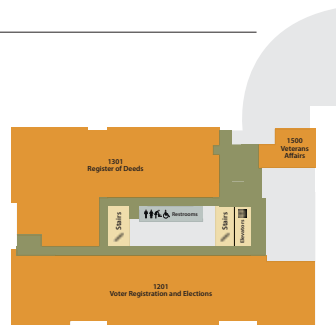 1500
Veterans
Affairs
1301
Register of Deeds
Stairs
Restrooms
Stairs
Elevators
1201
Voter Registration and Elections